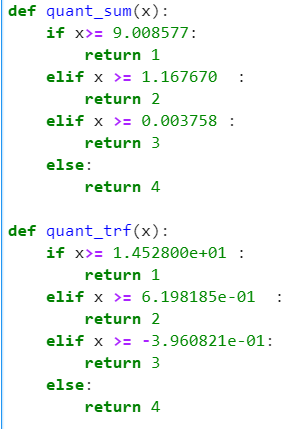 def quant_sum(x):
    if x>= 9.008577:
        return 1
    elif x >= 1.167670  :
        return 2
    elif x >= 0.003758 :
        return 3
    else:
        return 4

def quant_trf(x):
    if x>= 1.452800e+01 :
        return 1
    elif x >= 6.198185e-01  :
        return 2
    elif x >= -3.960821e-01:
        return 3
    else:
        return 4